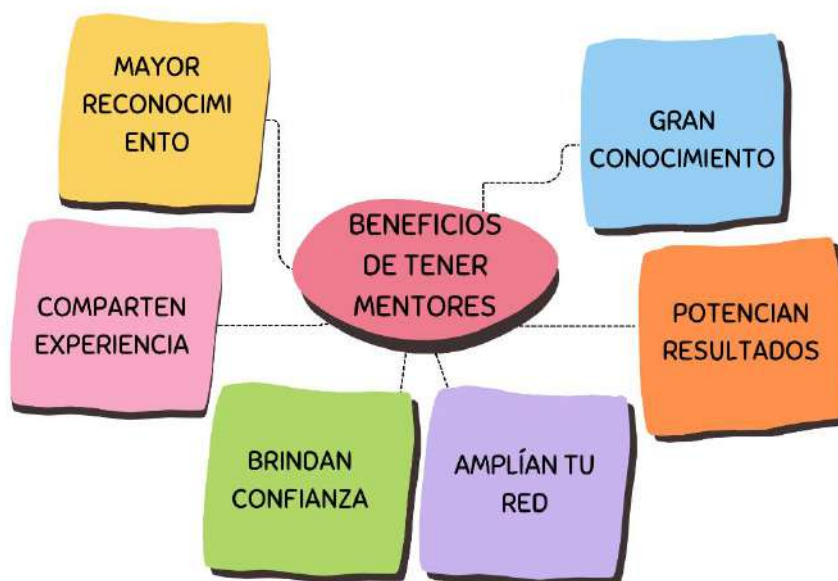 MAYOR
RECONOCIMI
ENTO
GRAN
CONOCIMIENTO
BENEFICIOS
DE TENER
MENTORES
COMPARTEN
EXPERIENCIA
POTENCIAN
RESULTADOS
BRINDAN
CONFIANZA
AMPLÍAN TU
RED